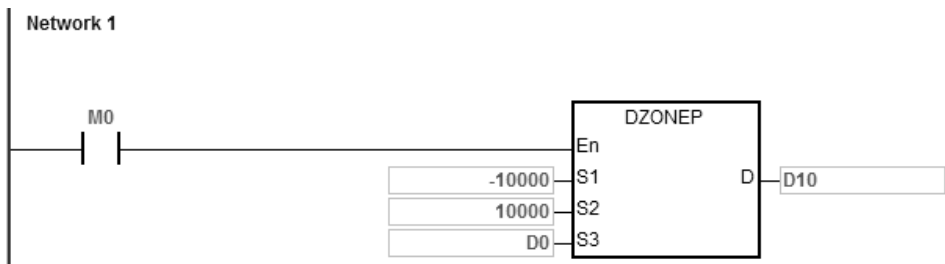 Network 1
M0
DZONEP
En
-10000 S1 D D10
10000 S2
D0 S3